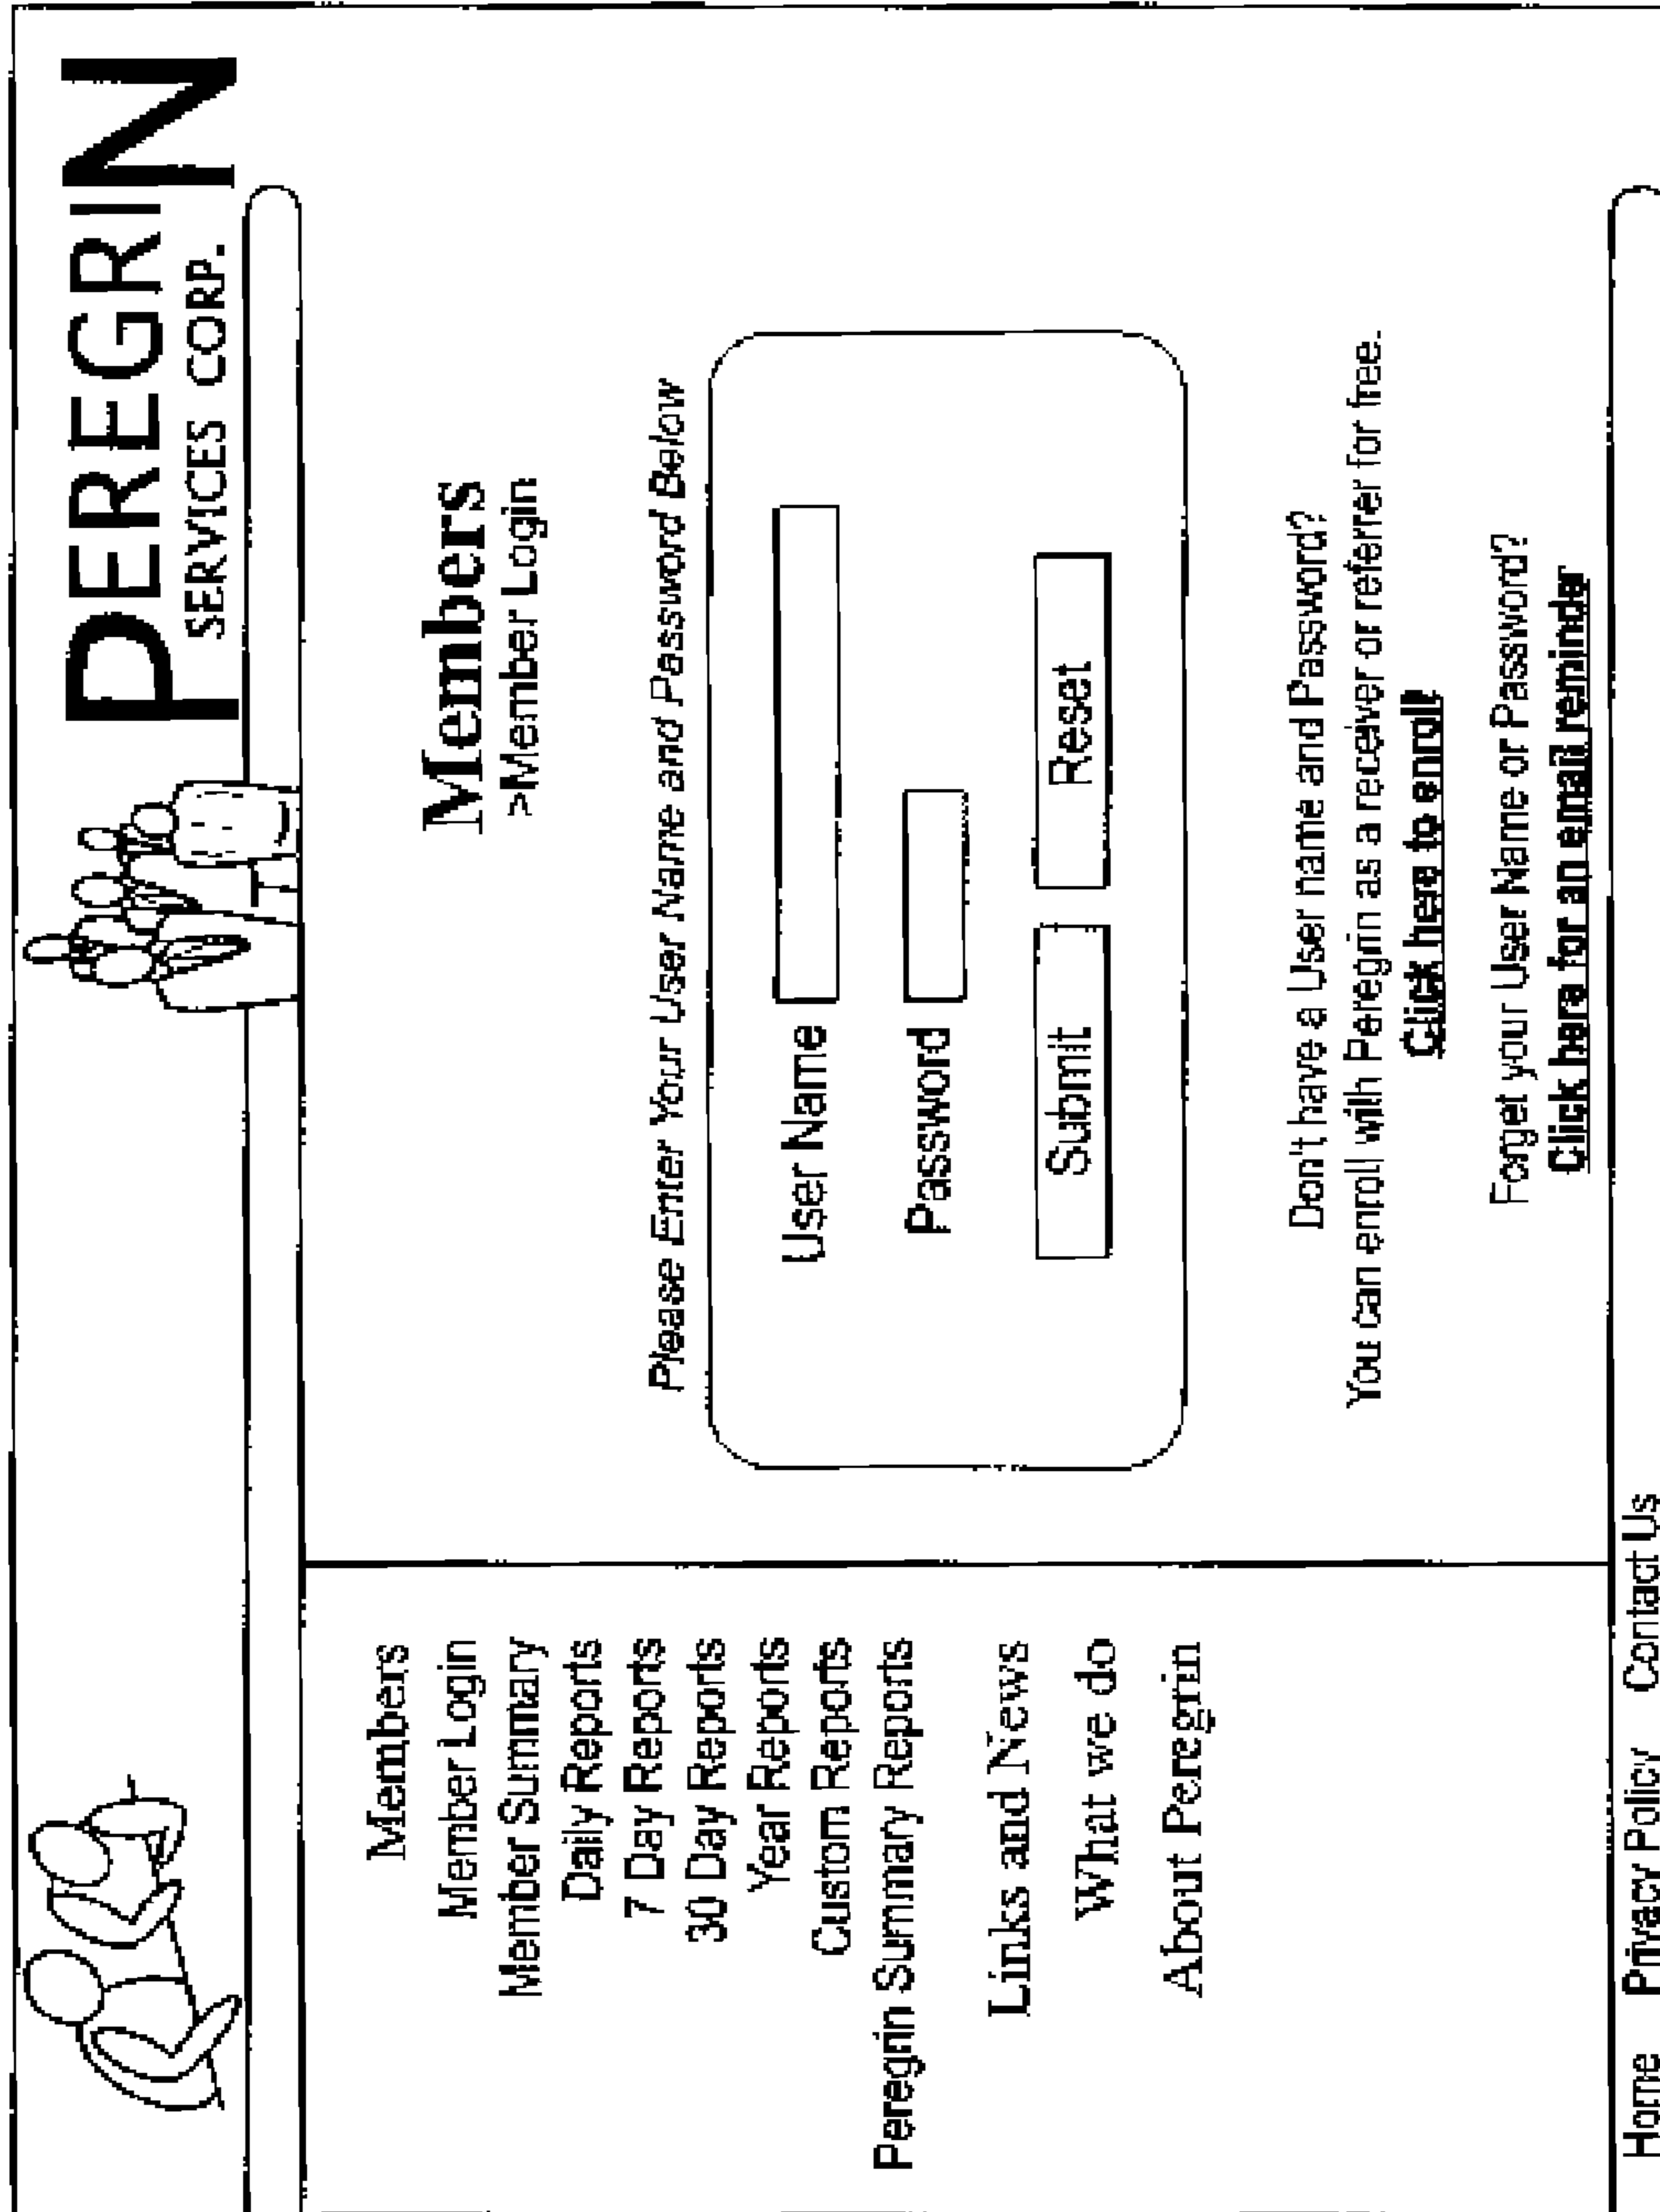 PEREGRIN
SERVICES CORP.
Members
Member Login
Member Summary
Daily Reports
7 Day Reports
30 Day Reports
Year Reports
Custom Reports
Peregrin Summary Reports
Links and News
What we do
About Peregrin
Members
>Member Login
Please Enter Your User Name and Password Below
User Name
Password
Submit Reset
Don't have a User name and Password?
You can enroll with Peregrin as a receiver or referrer for free.
Click here to enroll!
Forget your User Name or Password?
Click here for an email reminder
Home Privacy Policy Contact Us